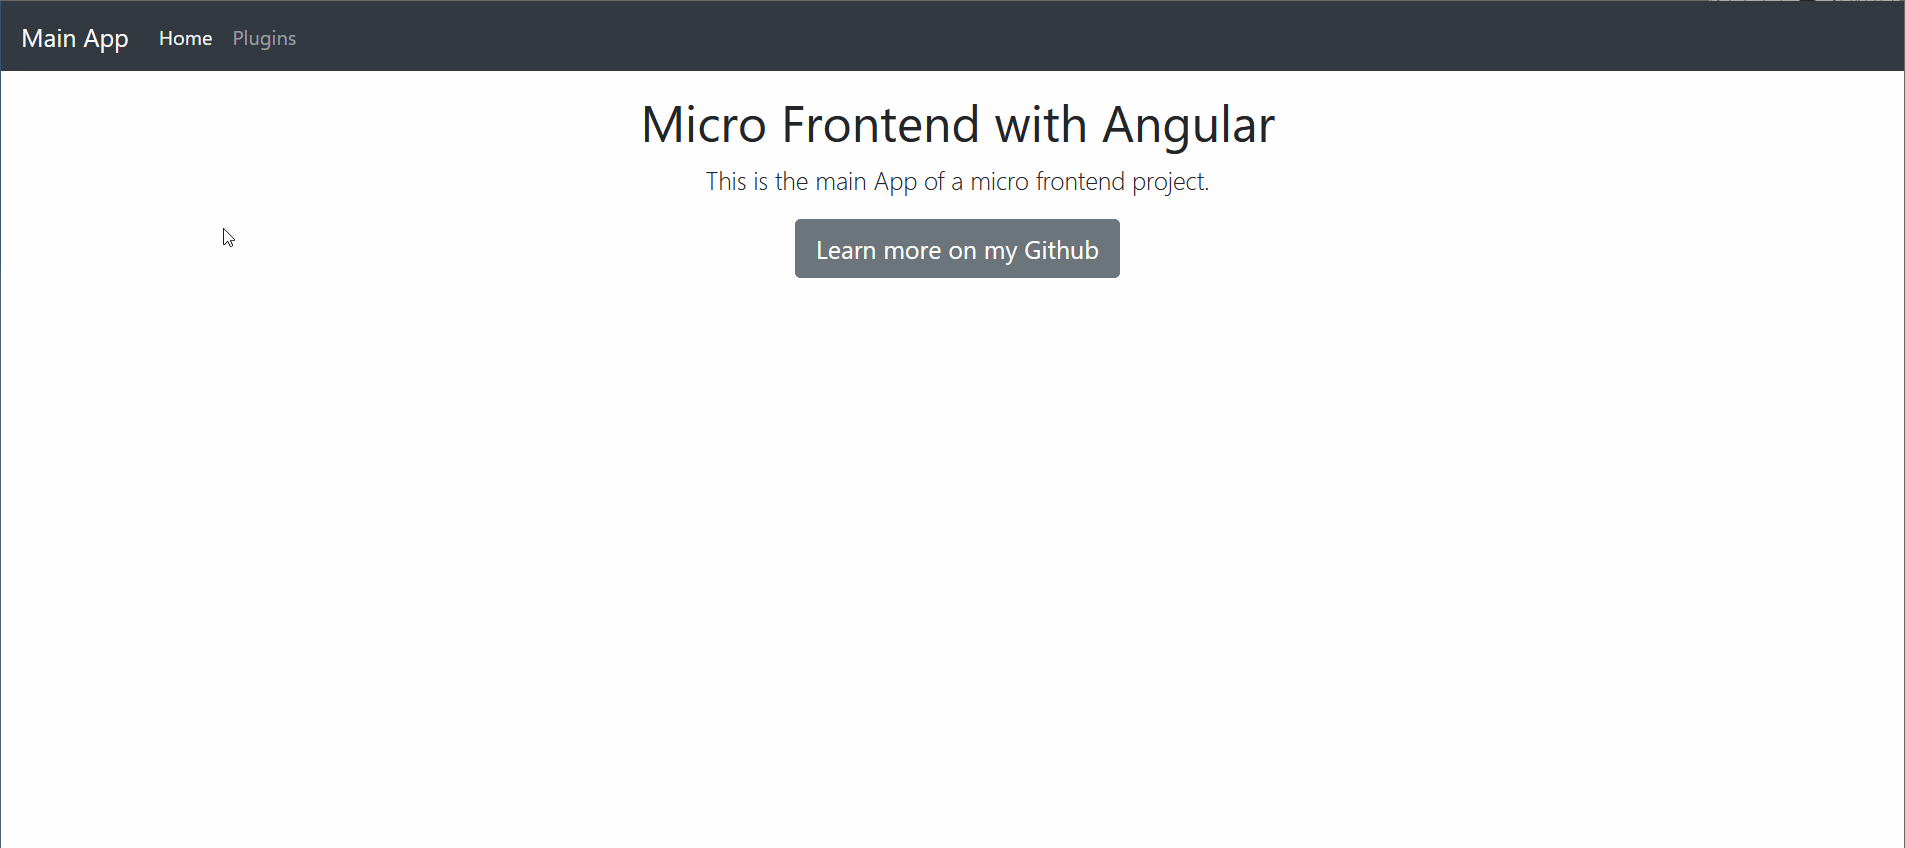 Main App Home Plugins
Micro Frontend with Angular
This is the main App of a micro frontend project.
Learn more on my Github